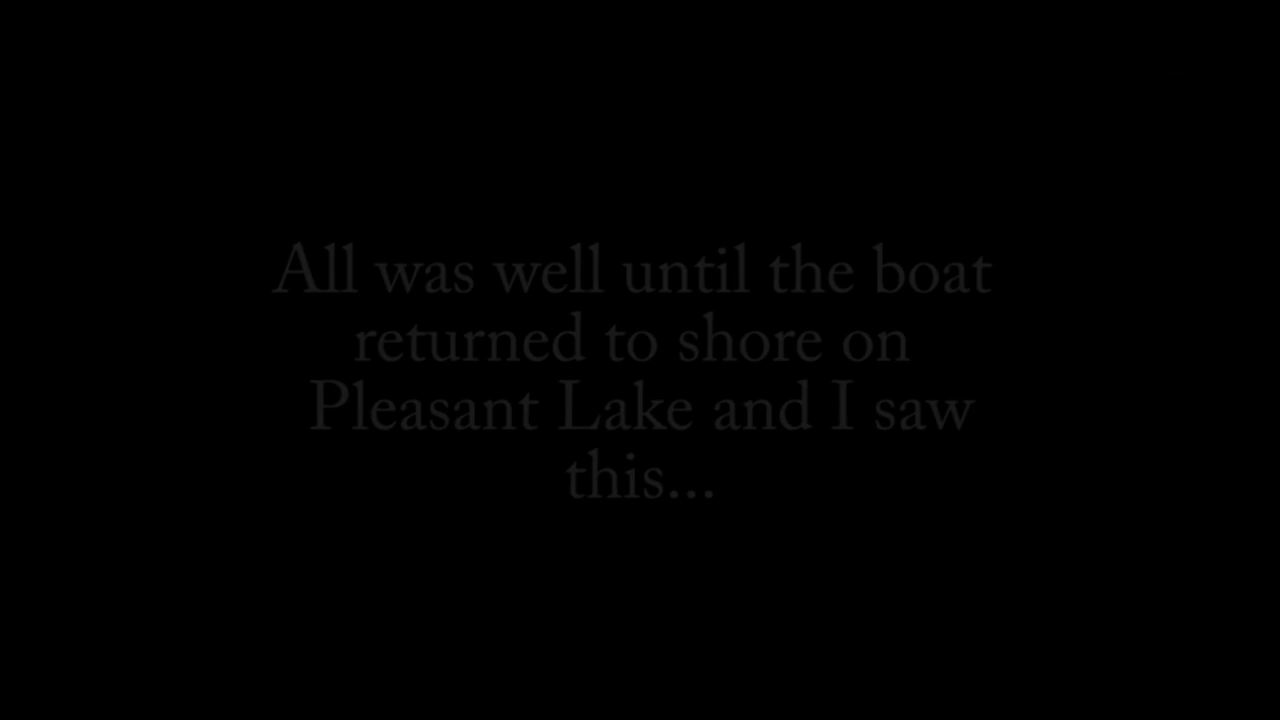 All was well until the boat
returned to shore on
Pleasant Lake and I saw
this...